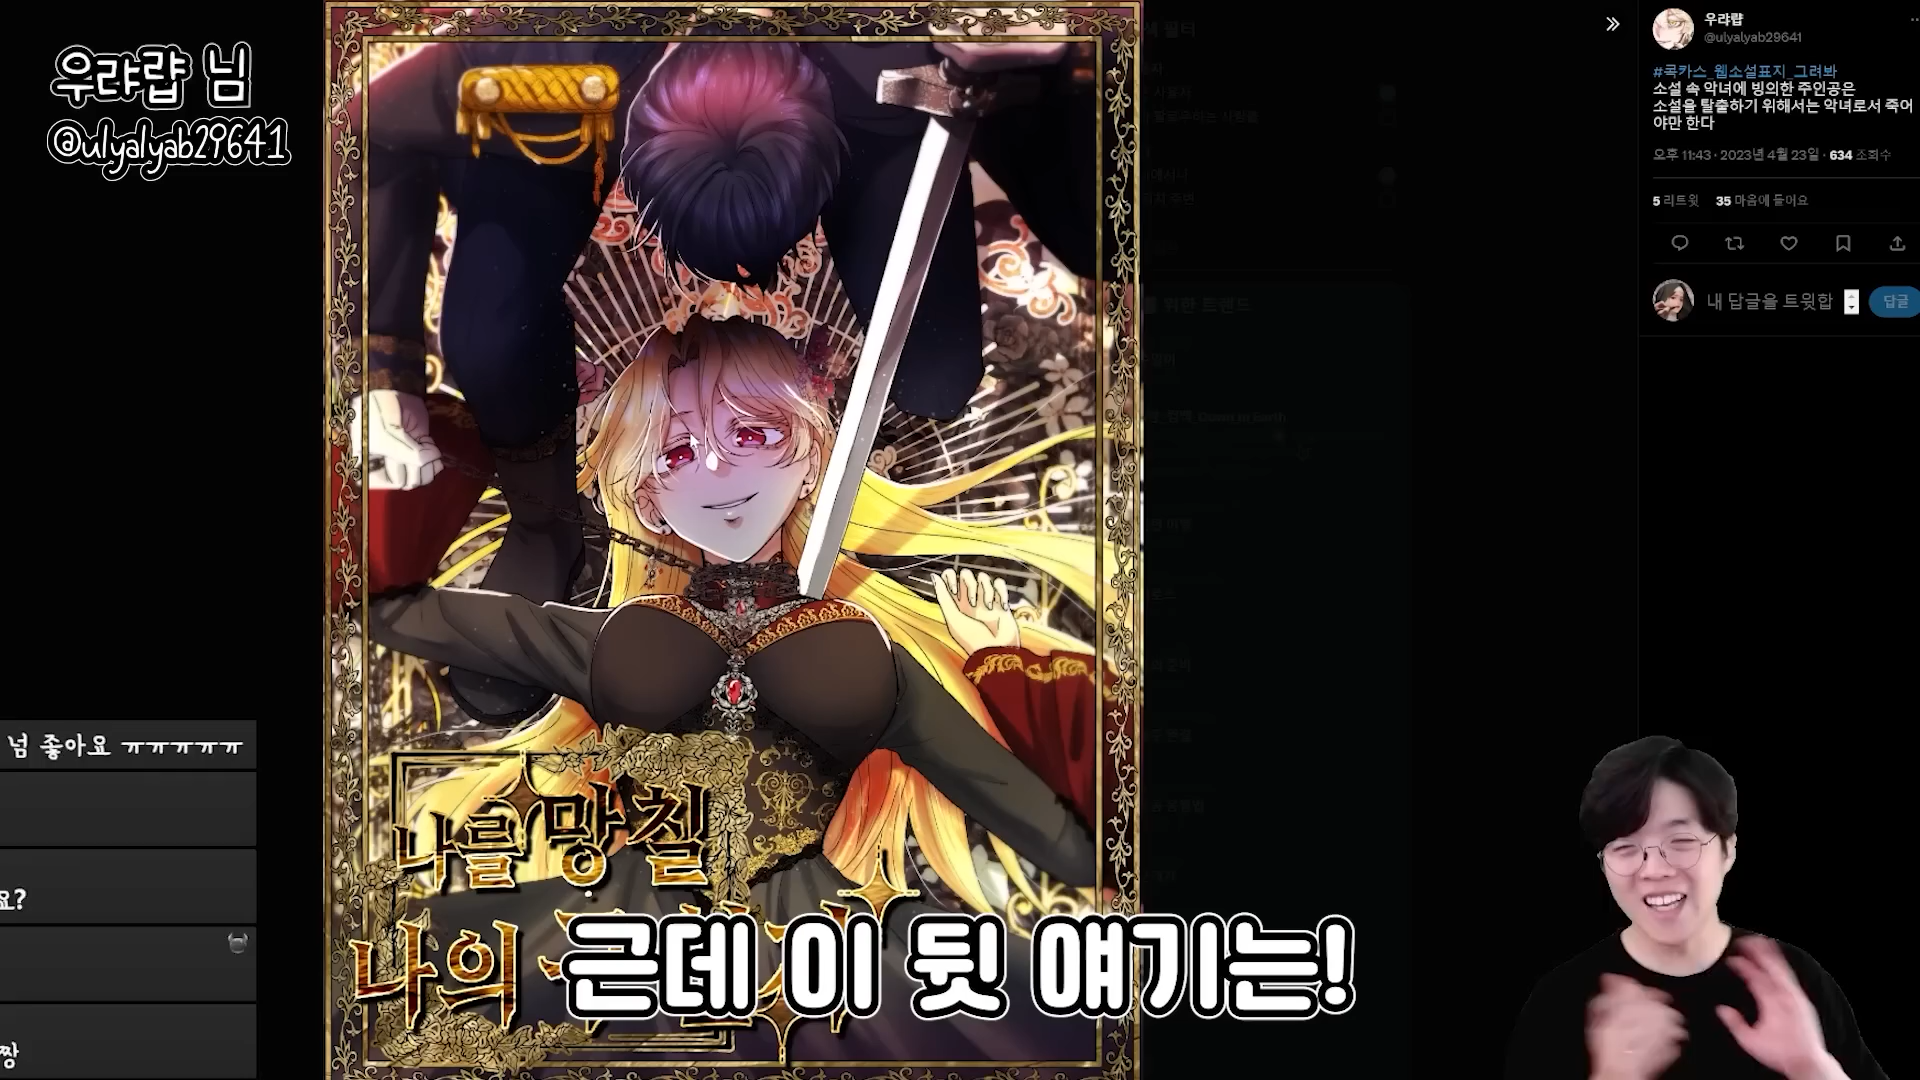 우랴럅 님
@ulyalyab29641
넘 좋아요 ㅠㅠㅠㅠㅠ
요?
짱
나를 망칠
나의
근데 이 뒷 얘기는!
우랴럅
@ulyalyab29641
#콕카스_웹소설표지_그려봐
소설 속 악녀에 빙의한 주인공은
소설을 탈출하기 위해서는 악녀로서 죽어
야만 한다
오후 11:43 · 2023년 4월 23일 · 634 조회수
5 리트윗 35 마음에 들어요
내 답글을 트윗합
답글